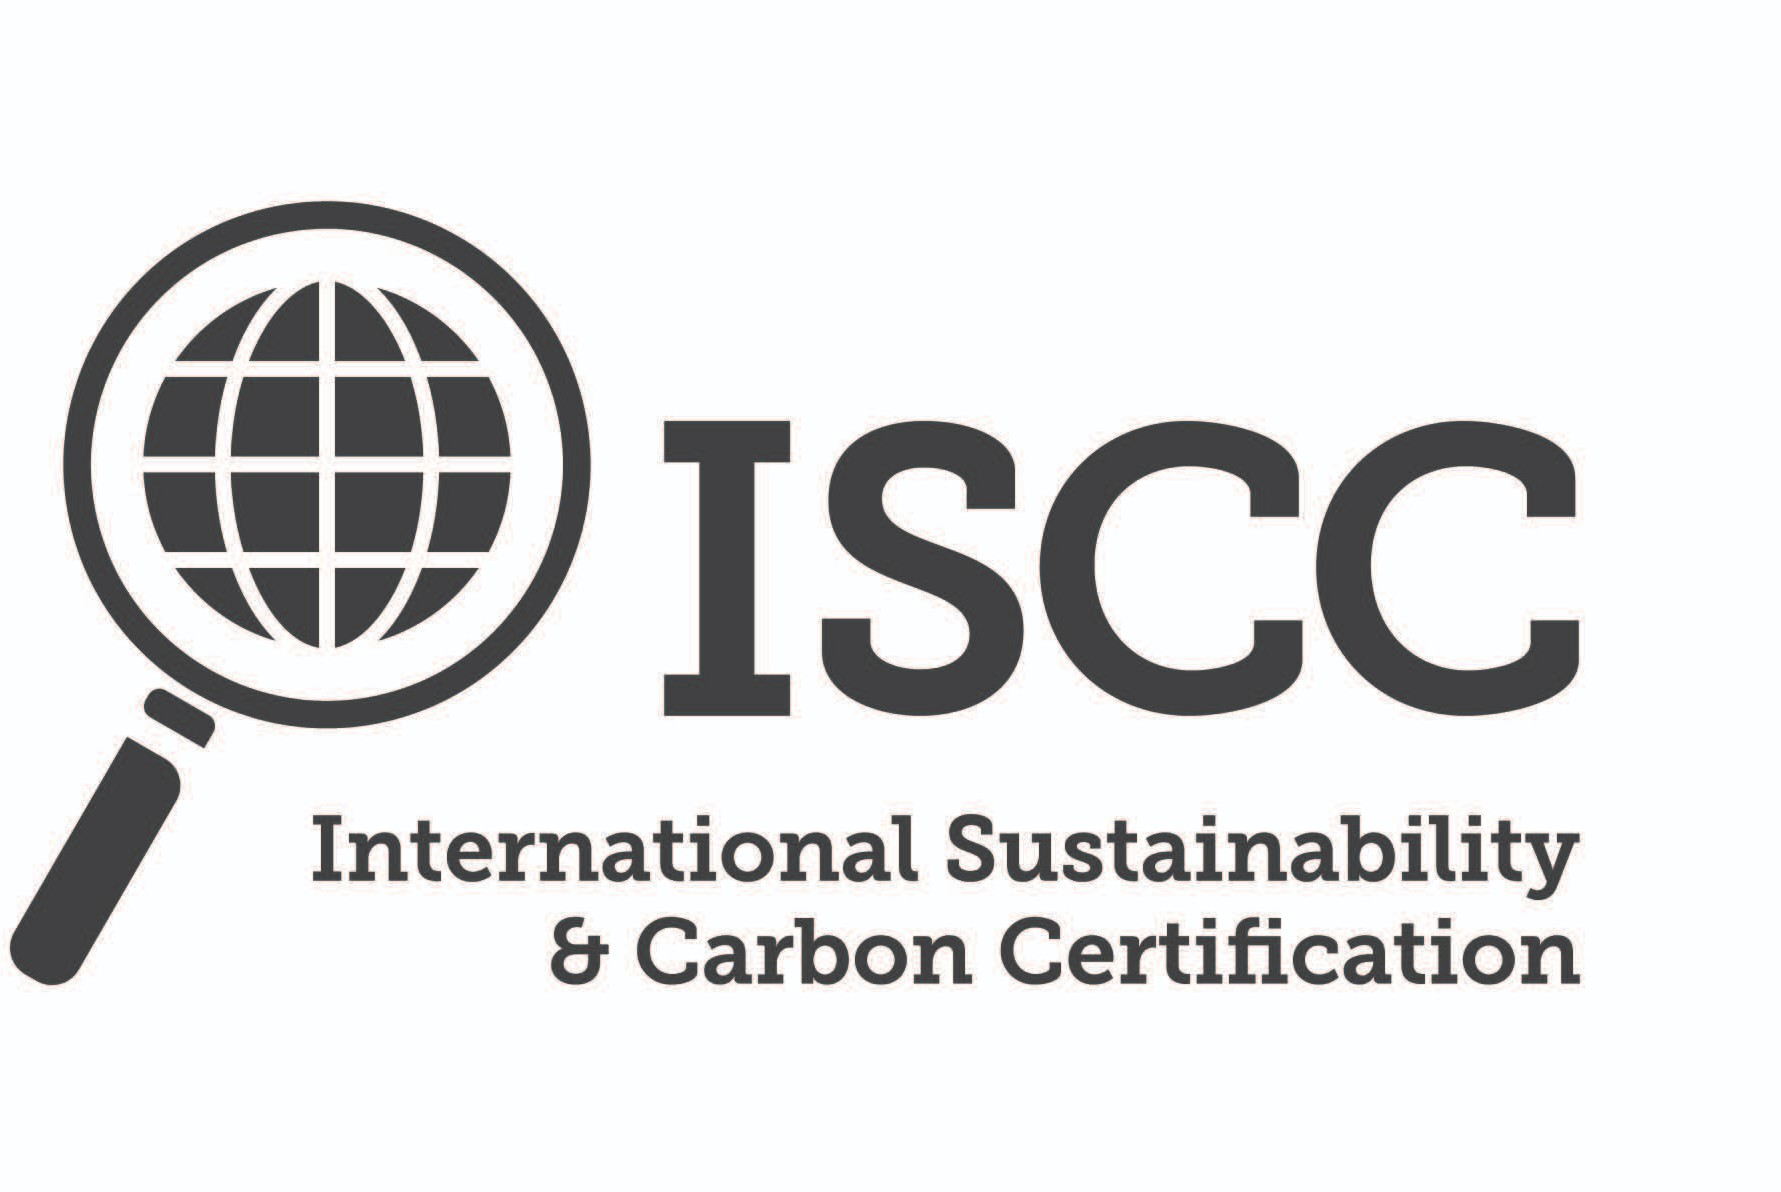 ISCC
International Sustainability
& Carbon Certification